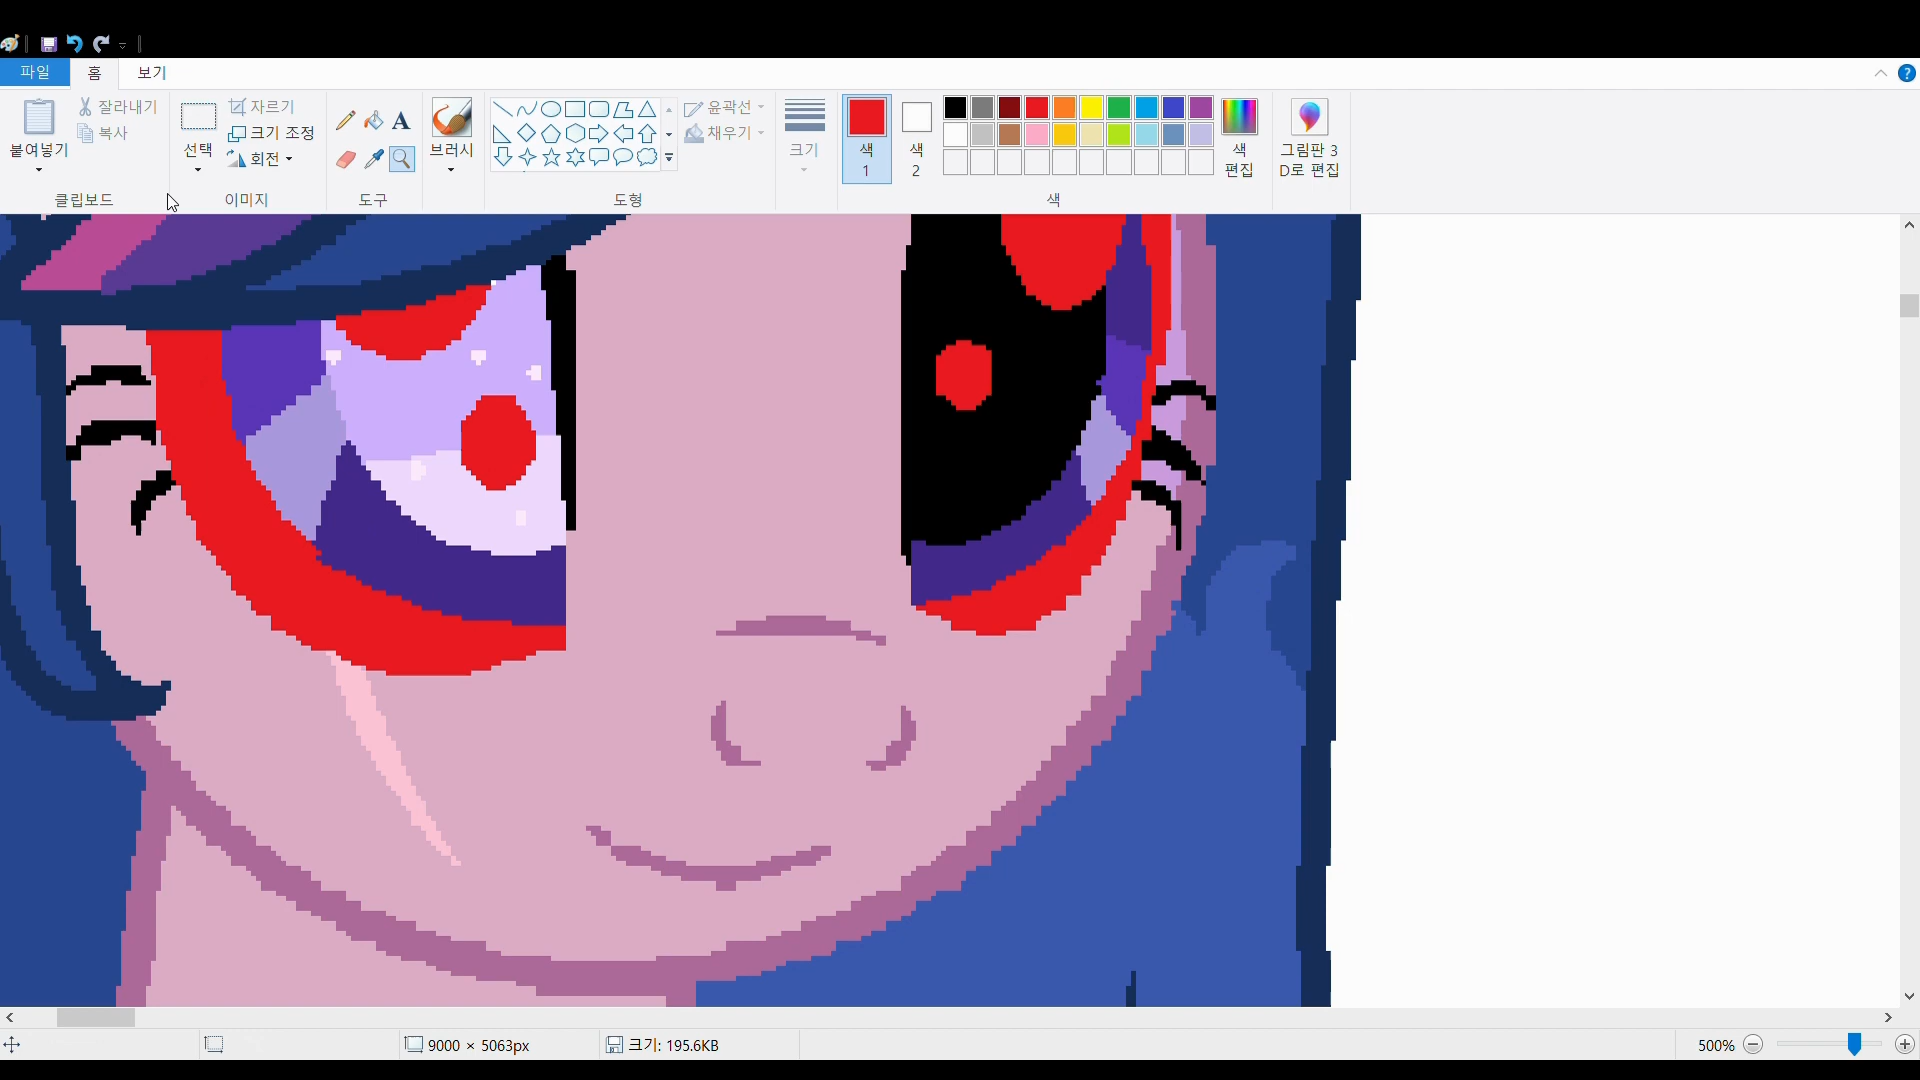 파일 홈 보기
붙여넣기
잘라내기
복사
클립보드
선택
자르기
크기 조정
회전
이미지
A
도구
브러시
윤곽선
채우기
도형
크기
색
1
색
2
색
편집
색
그림판 3
D로 편집
9000 × 5063px
크기: 195.6KB
500%